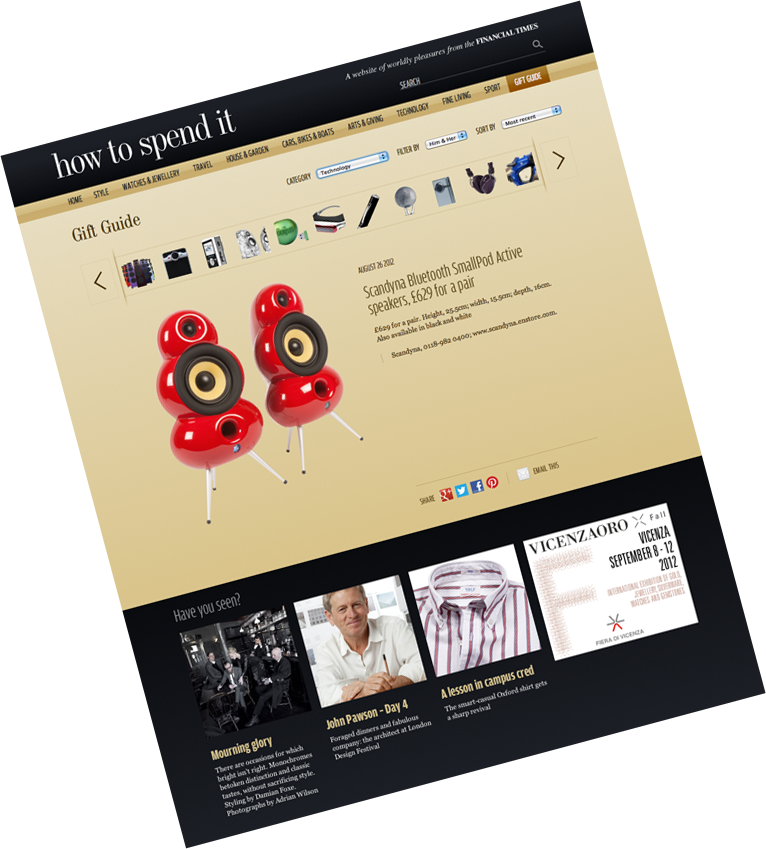 A website of worldly pleasures from the FINANCIAL TIMES
how to spend it
SEARCH
HOME STYLE WATCHES & JEWELLERY TRAVEL HOUSE & GARDEN CARS, BIKES & BOATS ARTS & GIVING TECHNOLOGY FINE LIVING SPORT GIFT GUIDE
Gift Guide
CATEGORY Technology FILTER BY Him & Her SORT BY Most recent
AUGUST 26 2012
Scandyna Bluetooth SmallPod Active
speakers, £629 for a pair
£629 for a pair. Height, 25.5cm; width, 15.5cm; depth, 16cm.
Also available in black and white
Scandyna, 0118-982 0400; www.scandyna.enstore.com.
SHARE EMAIL THIS
Have you seen?
Mourning glory
There are occasions for which
bright isn't right. Monochromes
betoken distinction and classic
tastes, without sacrificing style.
Styling by Damian Foxe.
Photographs by Adrian Wilson
John Pawson – Day 4
Foraged dinners and fabulous
company: the architect at London
Design Festival
A lesson in campus cred
The smart-casual Oxford shirt gets
a sharp revival
VICENZAORO Fall
VICENZA
SEPTEMBER 8 - 12
2012
INTERNATIONAL EXHIBITION OF GOLD,
JEWELLERY, SILVERWARE,
WATCHES AND GEMSTONES
FIERA DI VICENZA